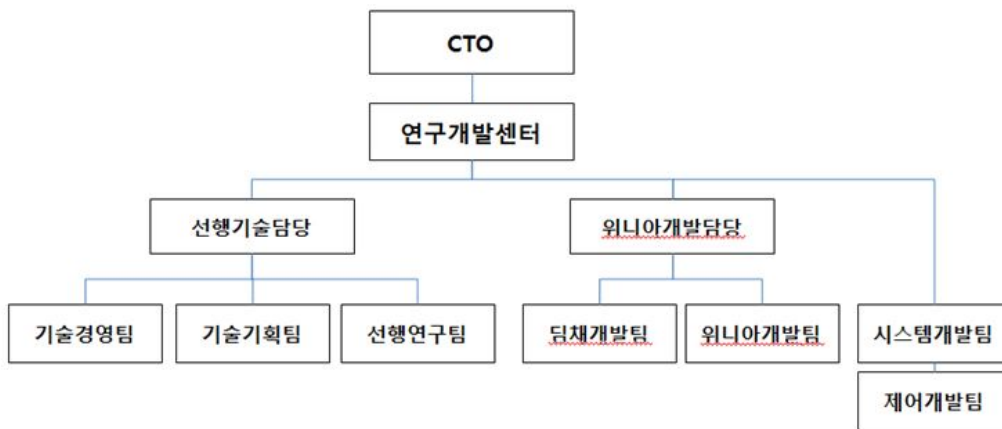 CTO
연구개발센터
선행기술담당
위니아개발담당
기술경영팀
기술기획팀
선행연구팀
딤채개발팀
위니아개발팀
시스템개발팀
제어개발팀